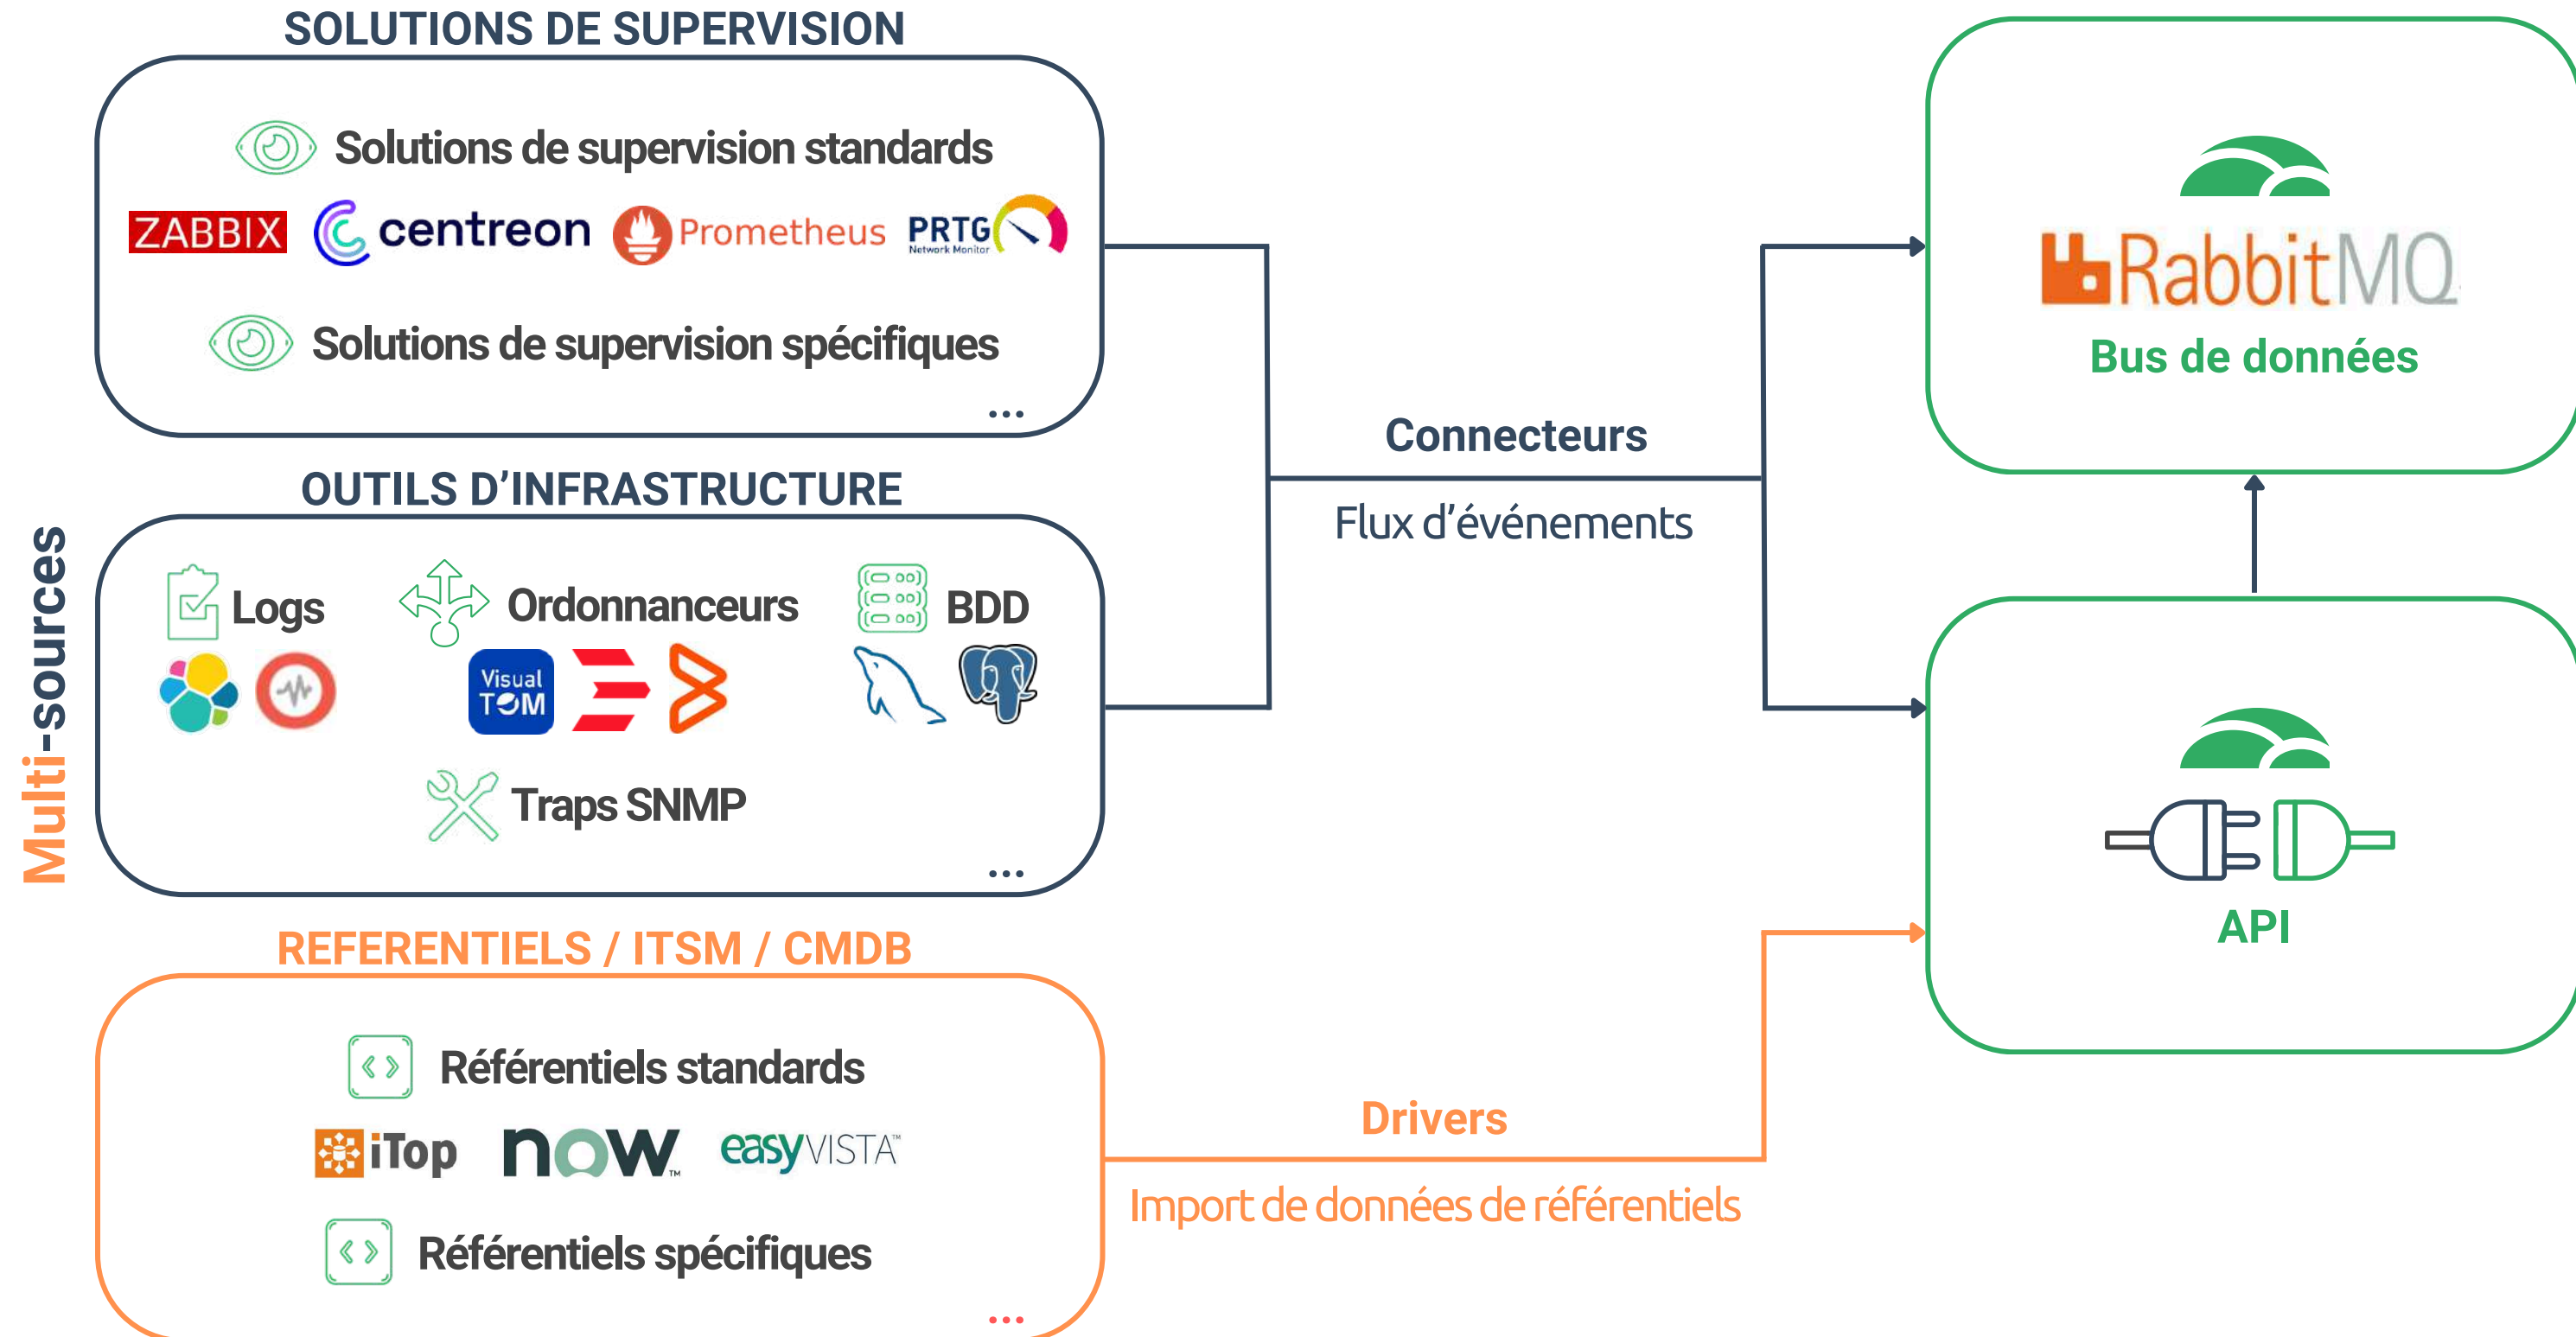 SOLUTIONS DE SUPERVISION
Solutions de supervision standards
ZABBIX
centreon
Prometheus
PRTG
Network Monitor
Solutions de supervision spécifiques
...
OUTILS D'INFRASTRUCTURE
Logs
Ordonnanceurs
BDD
Visual
TOM
Traps SNMP
...
REFERENTIELS / ITSM / CMDB
Référentiels standards
iTop
now™
easyVISTA™
Référentiels spécifiques
...
Multi-sources
Connecteurs
Flux d'événements
Drivers
Import de données de référentiels
RabbitMQ
Bus de données
API